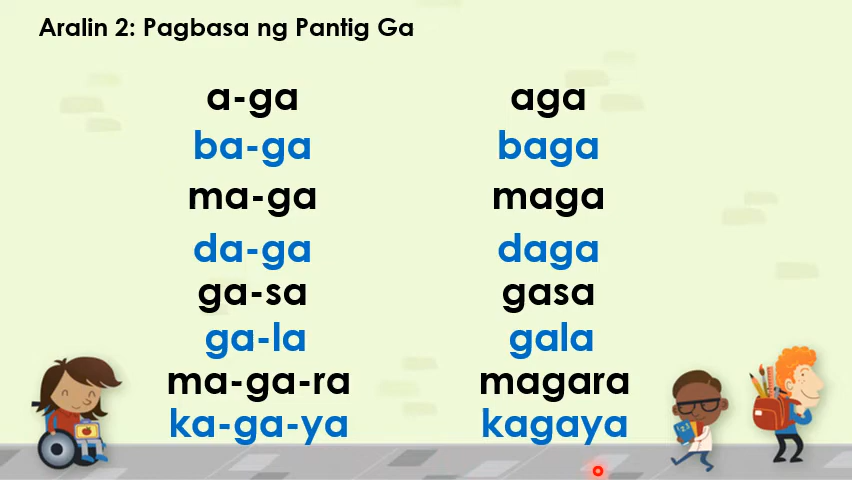 Aralin 2: Pagbasa ng Pantig Ga
a-ga aga
ba-ga baga
ma-ga maga
da-ga daga
ga-sa gasa
ga-la gala
ma-ga-ra magara
ka-ga-ya kagaya